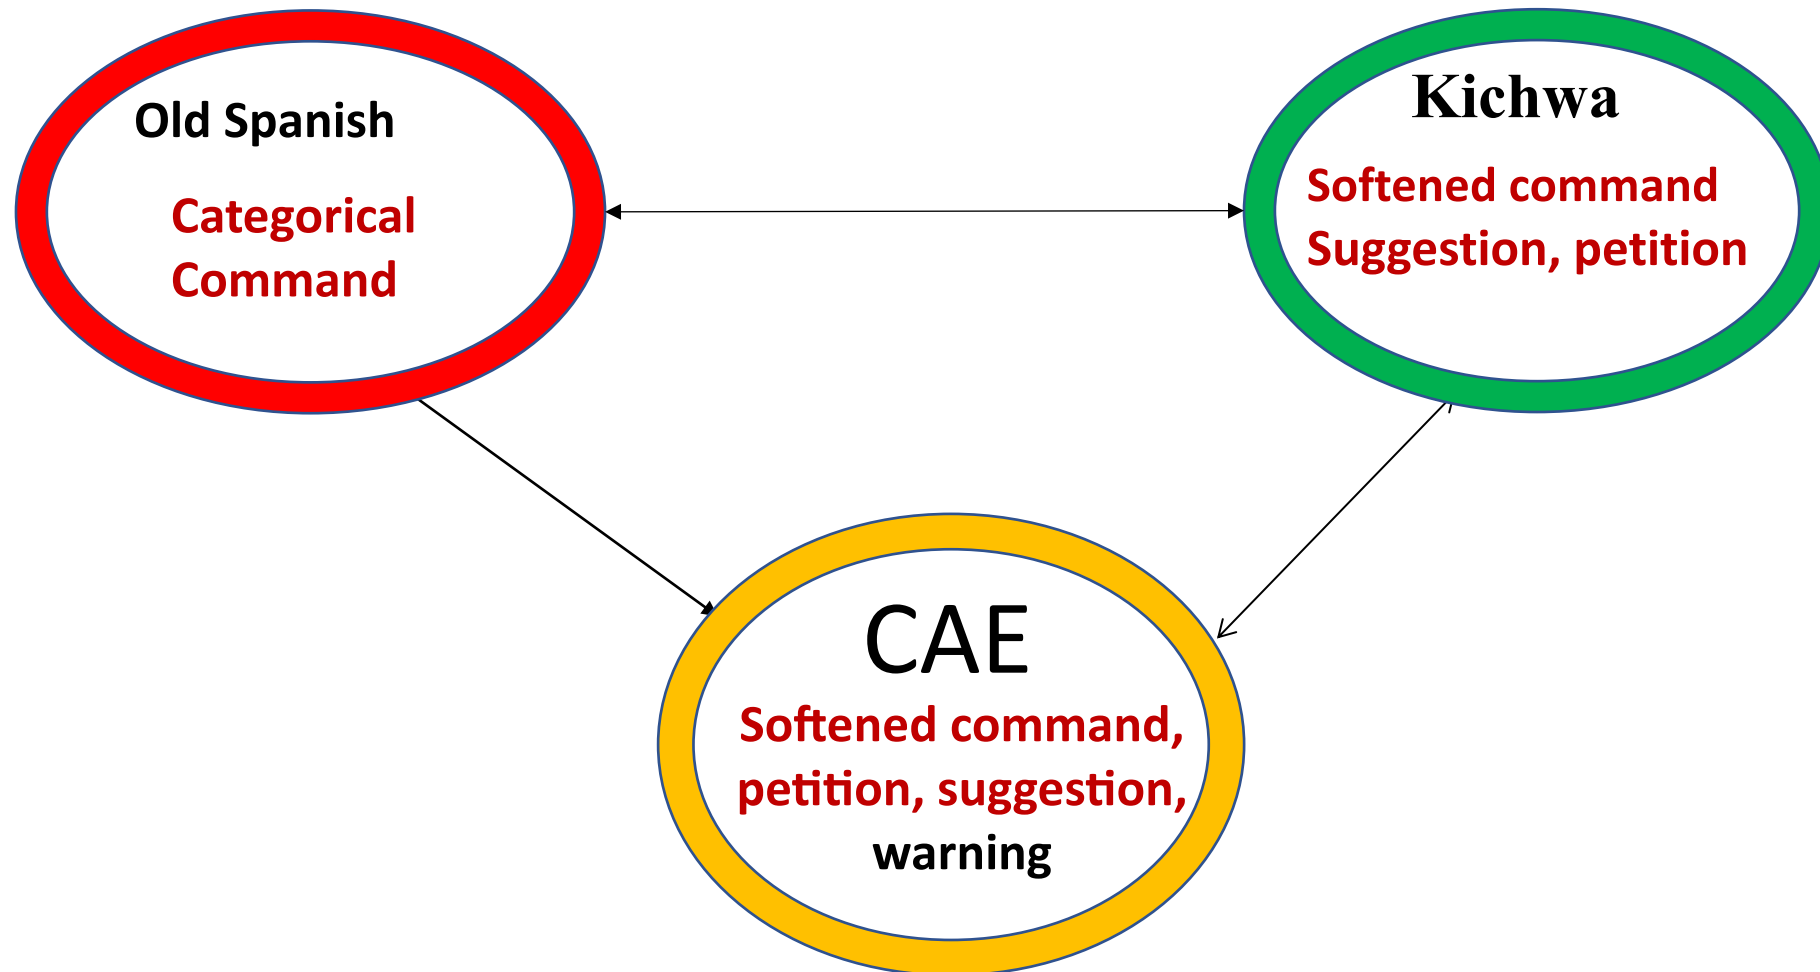 Old Spanish
Categorical
Command
Kichwa
Softened command
Suggestion, petition
CAE
Softened command,
petition, suggestion,
warning